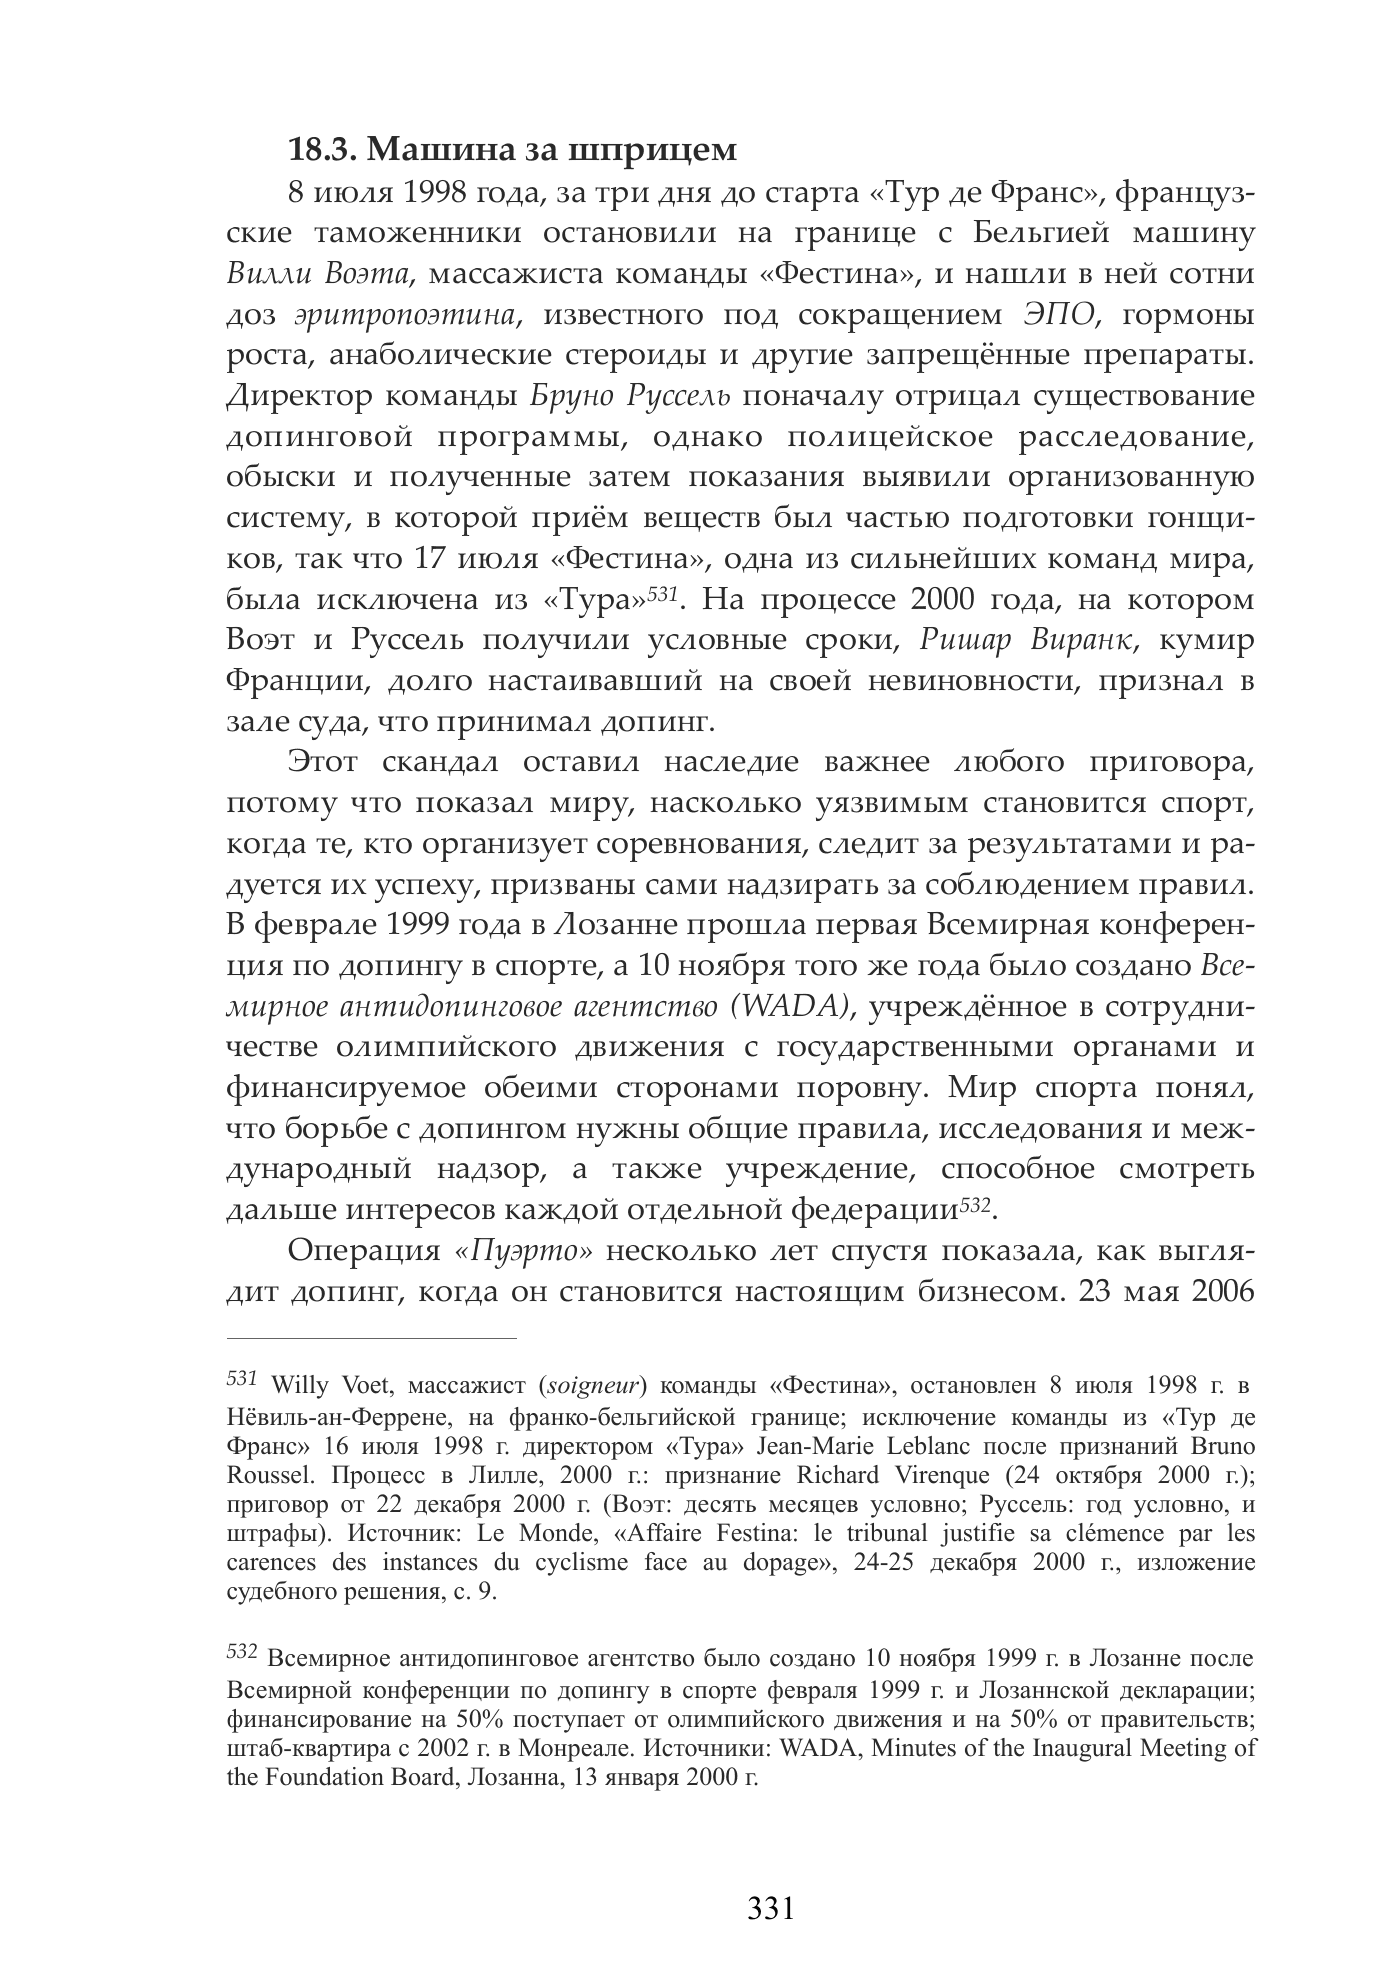 18.3. Машина за шприцем
8 июля 1998 года, за три дня до старта «Тур де Франс», француз-
ские таможенники остановили на границе с Бельгией машину
Вилли Воэта, массажиста команды «Фестина», и нашли в ней сотни
доз эритропоэтина, известного под сокращением ЭПО, гормоны
роста, анаболические стероиды и другие запрещённые препараты.
Директор команды Бруно Руссель поначалу отрицал существование
допинговой программы, однако полицейское расследование,
обыски и полученные затем показания выявили организованную
систему, в которой приём веществ был частью подготовки гонщи-
ков, так что 17 июля «Фестина», одна из сильнейших команд мира,
была исключена из «Тура»531. На процессе 2000 года, на котором
Воэт и Руссель получили условные сроки, Ришар Виранк, кумир
Франции, долго настаивавший на своей невиновности, признал в
зале суда, что принимал допинг.
Этот скандал оставил наследие важнее любого приговора,
потому что показал миру, насколько уязвимым становится спорт,
когда те, кто организует соревнования, следит за результатами и ра-
дуется их успеху, призваны сами надзирать за соблюдением правил.
В феврале 1999 года в Лозанне прошла первая Всемирная конферен-
ция по допингу в спорте, а 10 ноября того же года было создано Все-
мирное антидопинговое агентство (WADA), учреждённое в сотрудни-
честве олимпийского движения с государственными органами и
финансируемое обеими сторонами поровну. Мир спорта понял,
что борьбе с допингом нужны общие правила, исследования и меж-
дународный надзор, а также учреждение, способное смотреть
дальше интересов каждой отдельной федерации532.
Операция «Пуэрто» несколько лет спустя показала, как выгля-
дит допинг, когда он становится настоящим бизнесом. 23 мая 2006
531 Willy Voet, массажист (soigneur) команды «Фестина», остановлен 8 июля 1998 г. в
Нёвиль-ан-Феррене, на франко-бельгийской границе; исключение команды из «Тур де
Франс» 16 июля 1998 г. директором «Тура» Jean-Marie Leblanc после признаний Bruno
Roussel. Процесс в Лилле, 2000 г.: признание Richard Virenque (24 октября 2000 г.);
приговор от 22 декабря 2000 г. (Воэт: десять месяцев условно; Руссель: год условно, и
штрафы). Источник: Le Monde, «Affaire Festina: le tribunal justifie sa clémence par les
carences des instances du cyclisme face au dopage», 24-25 декабря 2000 г., изложение
судебного решения, с. 9.
532 Всемирное антидопинговое агентство было создано 10 ноября 1999 г. в Лозанне после
Всемирной конференции по допингу в спорте февраля 1999 г. и Лозаннской декларации;
финансирование на 50% поступает от олимпийского движения и на 50% от правительств;
штаб-квартира с 2002 г. в Монреале. Источники: WADA, Minutes of the Inaugural Meeting of
the Foundation Board, Лозанна, 13 января 2000 г.
331